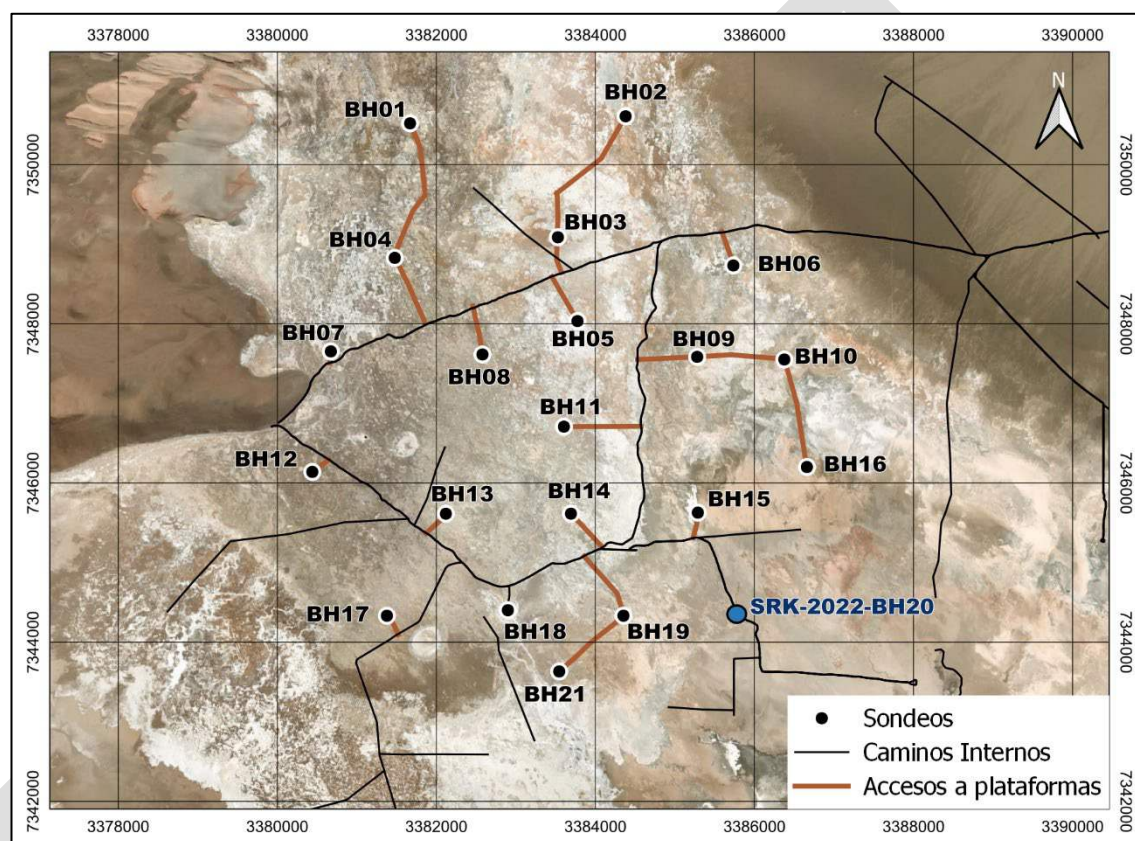 3378000 3380000 3382000 3384000 3386000 3388000 3390000
N
BH01
BH02
7350000
7350000
BH03
BH04
BH06
7348000
7348000
BH07
BH05
BH09
BH08
BH10
BH11
BH12
BH16
7346000
7346000
BH13
BH14
BH15
SRK-2022-BH20
BH17
BH18
BH19
7344000
7344000
BH21
Sondeos
Caminos Internos
Accesos a plataformas
7342000
7342000
3378000 3380000 3382000 3384000 3386000 3388000 3390000